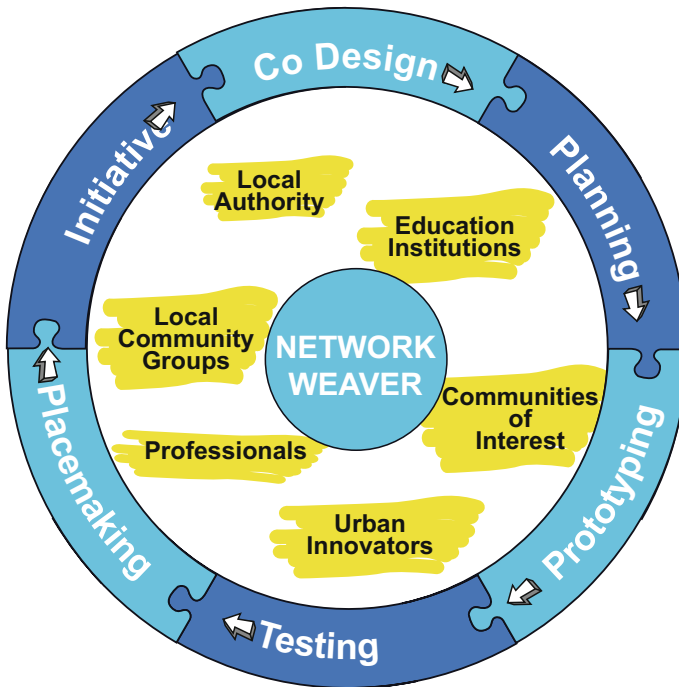 Co Design
Planning
Prototyping
Testing
Placemaking
Initiative
Local
Authority
Education
Institutions
Local
Community
Groups
NETWORK
WEAVER
Communities
of
Interest
Professionals
Urban
Innovators